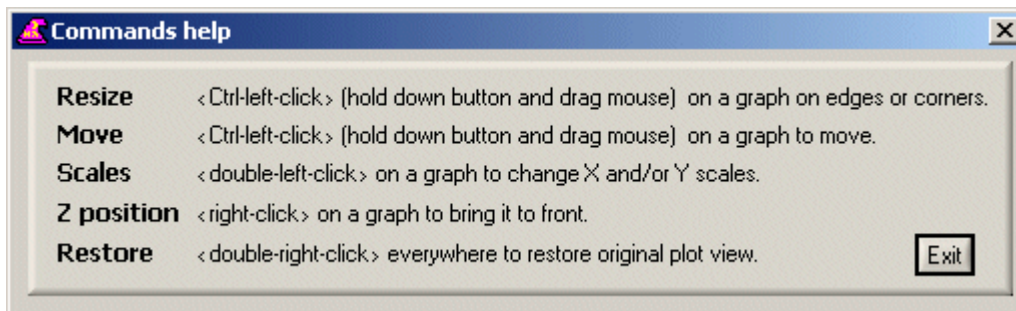 Commands help
Resize <Ctrl-left-click> (hold down button and drag mouse) on a graph on edges or corners.
Move <Ctrl-left-click> (hold down button and drag mouse) on a graph to move.
Scales <double-left-click> on a graph to change X and/or Y scales.
Z position <right-click> on a graph to bring it to front.
Restore <double-right-click> everywhere to restore original plot view.
Exit